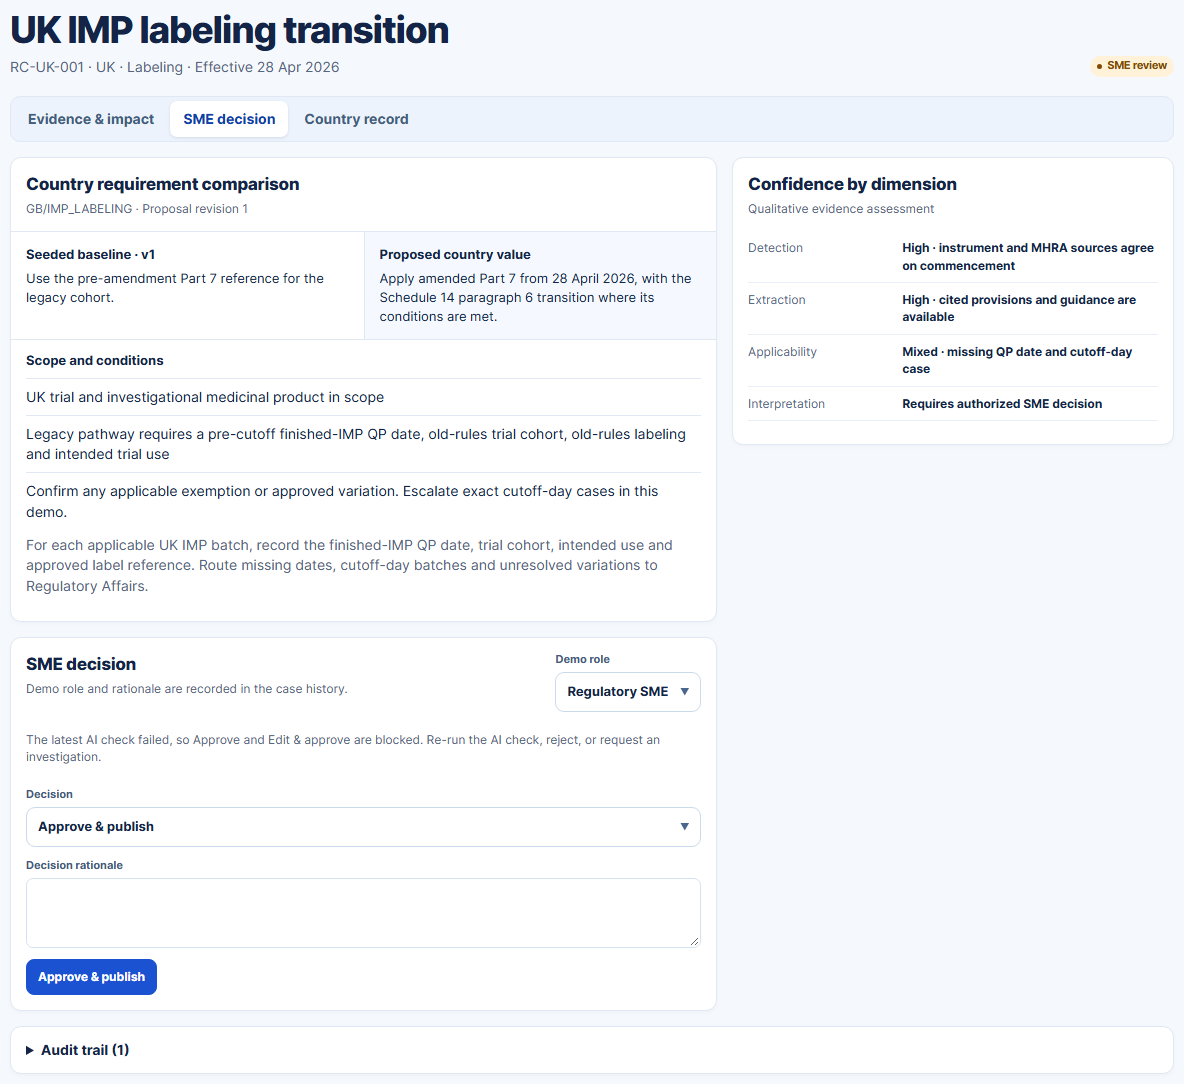 UK IMP labeling transition
RC-UK-001 · UK · Labeling · Effective 28 Apr 2026
SME review
Evidence & impact
SME decision
Country record
Country requirement comparison
GB/IMP_LABELING · Proposal revision 1
Seeded baseline · v1
Use the pre-amendment Part 7 reference for the
legacy cohort.
Proposed country value
Apply amended Part 7 from 28 April 2026, with the
Schedule 14 paragraph 6 transition where its
conditions are met.
Scope and conditions
UK trial and investigational medicinal product in scope
Legacy pathway requires a pre-cutoff finished-IMP QP date, old-rules trial cohort, old-rules labeling
and intended trial use
Confirm any applicable exemption or approved variation. Escalate exact cutoff-day cases in this
demo.
For each applicable UK IMP batch, record the finished-IMP QP date, trial cohort, intended use and
approved label reference. Route missing dates, cutoff-day batches and unresolved variations to
Regulatory Affairs.
Confidence by dimension
Qualitative evidence assessment
Detection
High · instrument and MHRA sources agree
on commencement
Extraction
High · cited provisions and guidance are
available
Applicability
Mixed · missing QP date and cutoff-day
case
Interpretation
Requires authorized SME decision
SME decision
Demo role and rationale are recorded in the case history.
Demo role
Regulatory SME
The latest AI check failed, so Approve and Edit & approve are blocked. Re-run the AI check, reject, or request an
investigation.
Decision
Approve & publish
Decision rationale
Approve & publish
Audit trail (1)